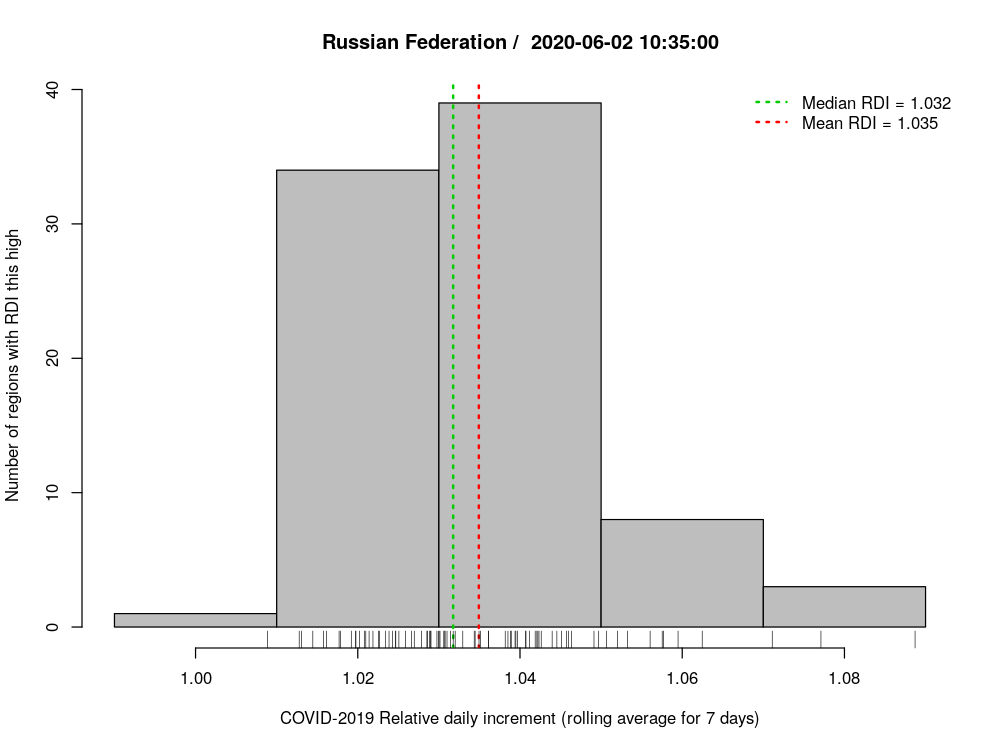 Russian Federation /  2020-06-02 10:35:00
Median RDI = 1.032
Mean RDI = 1.035
Number of regions with RDI this high
40
30
20
10
0
1.00 1.02 1.04 1.06 1.08
COVID-2019 Relative daily increment (rolling average for 7 days)